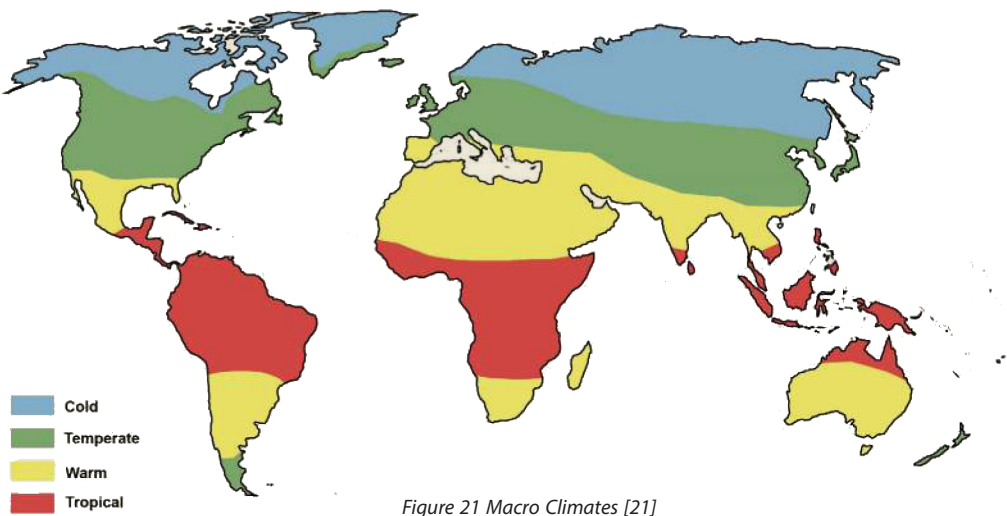 Cold
Temperate
Warm
Tropical
Figure 21 Macro Climates [21]